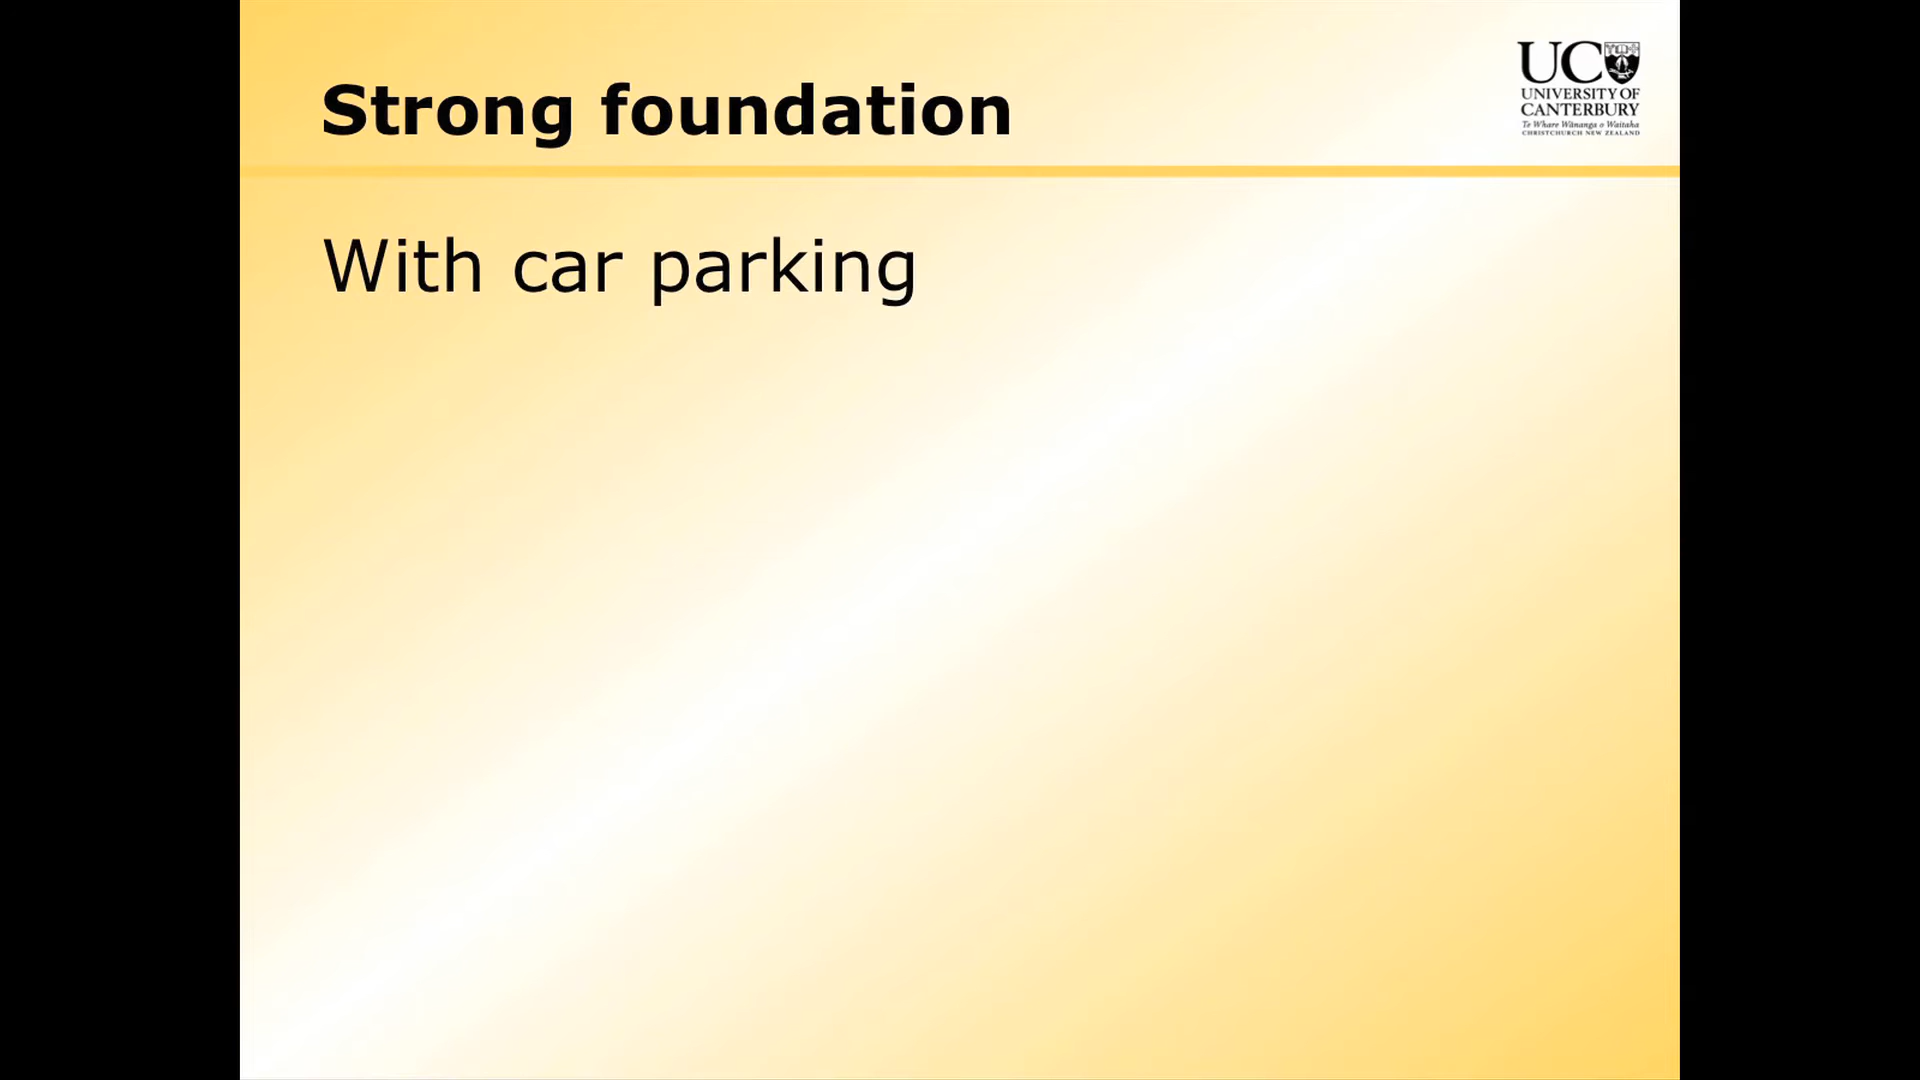 Strong foundation
UC
UNIVERSITY OF
CANTERBURY
Te Whare Wānanga o Waitaha
CHRISTCHURCH NEW ZEALAND
With car parking